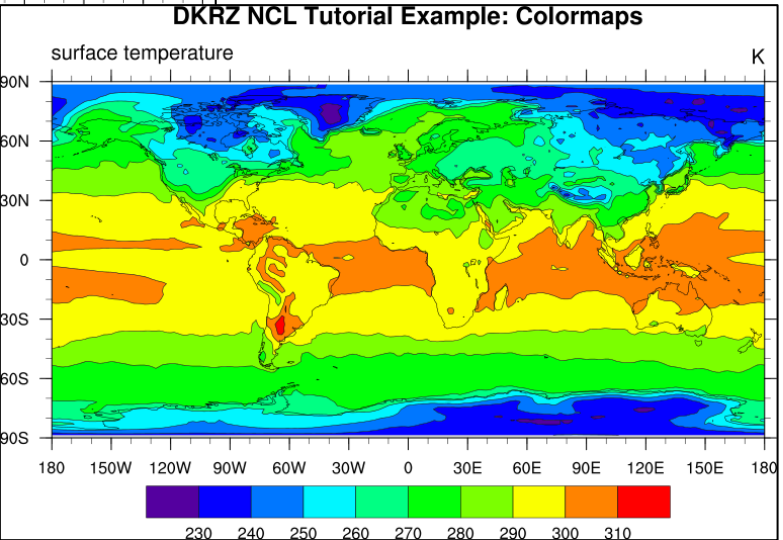 DKRZ NCL Tutorial Example: Colormaps
surface temperature K
90N
60N
30N
0
30S
60S
90S
180 150W 120W 90W 60W 30W 0 30E 60E 90E 120E 150E 180
230 240 250 260 270 280 290 300 310